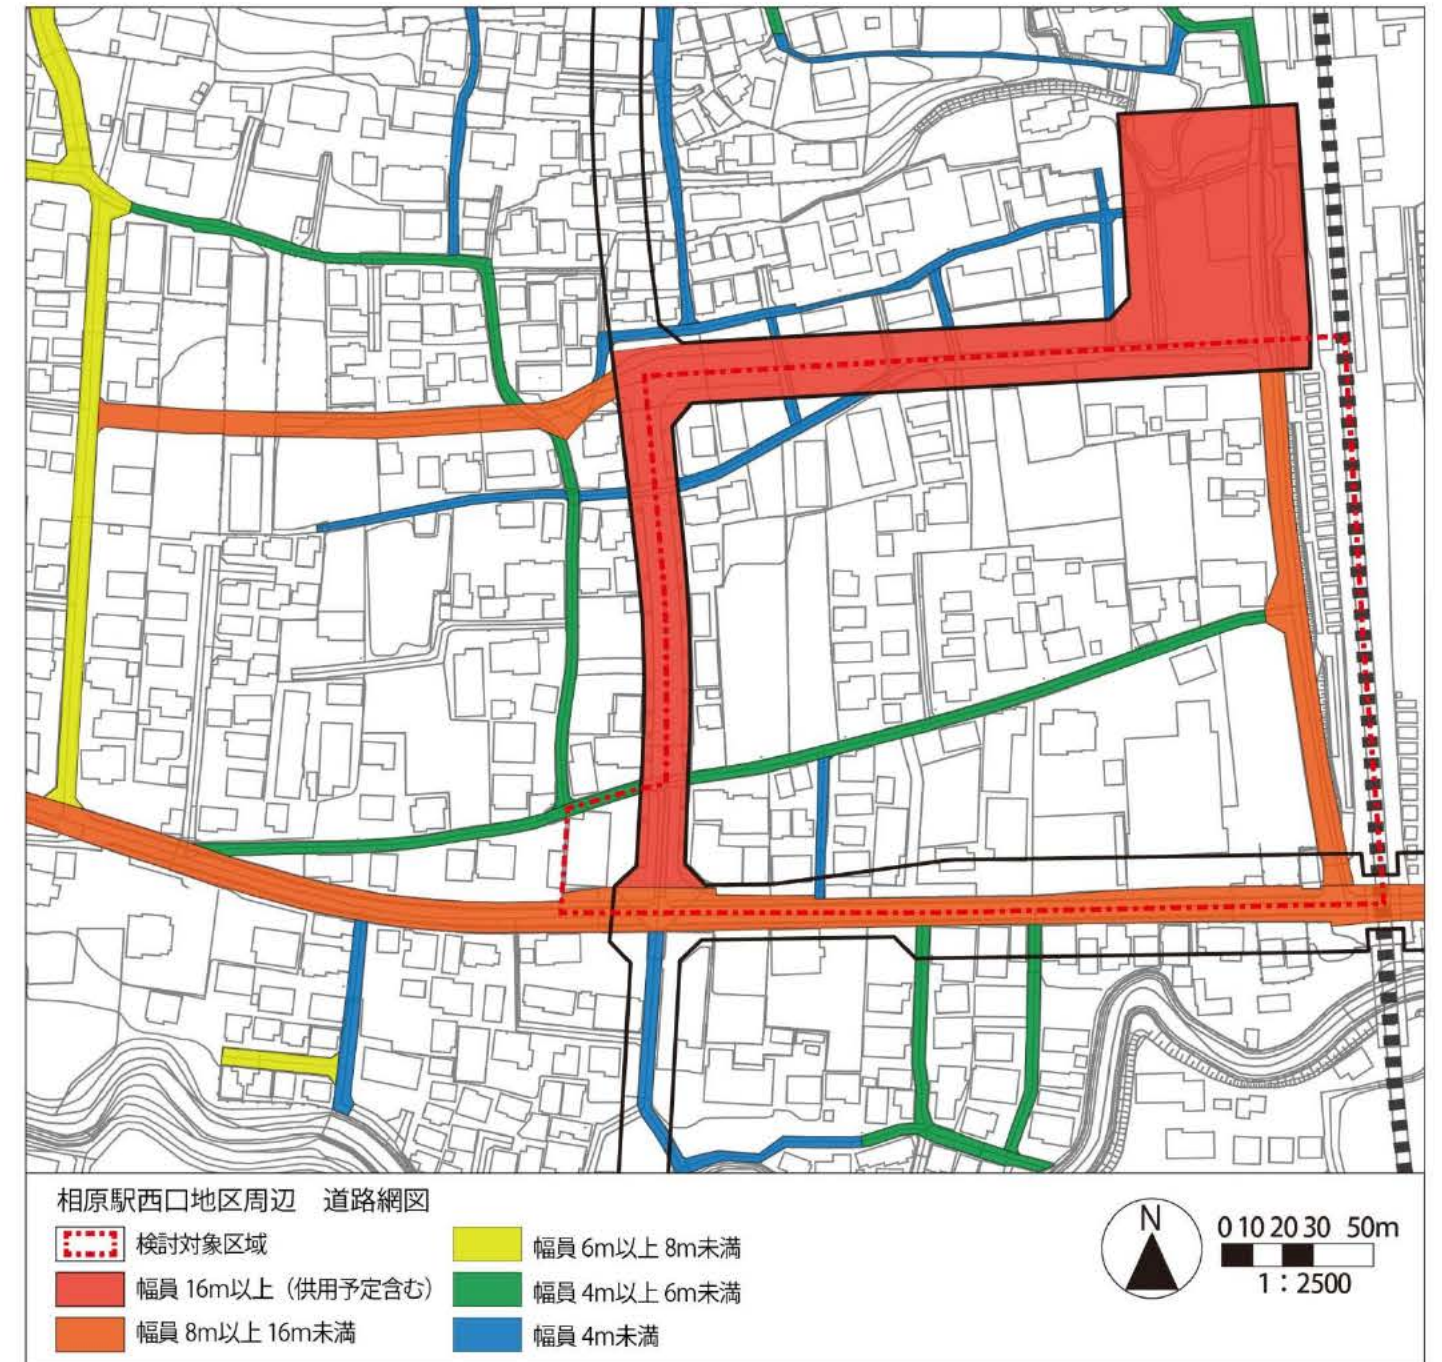 相原駅西口地区周辺　道路網図
検討対象区域
幅員 16m以上（供用予定含む）
幅員 8m以上 16m未満
幅員 6m以上 8m未満
幅員 4m以上 6m未満
幅員 4m未満
N
0 10 20 30 50m
1：2500